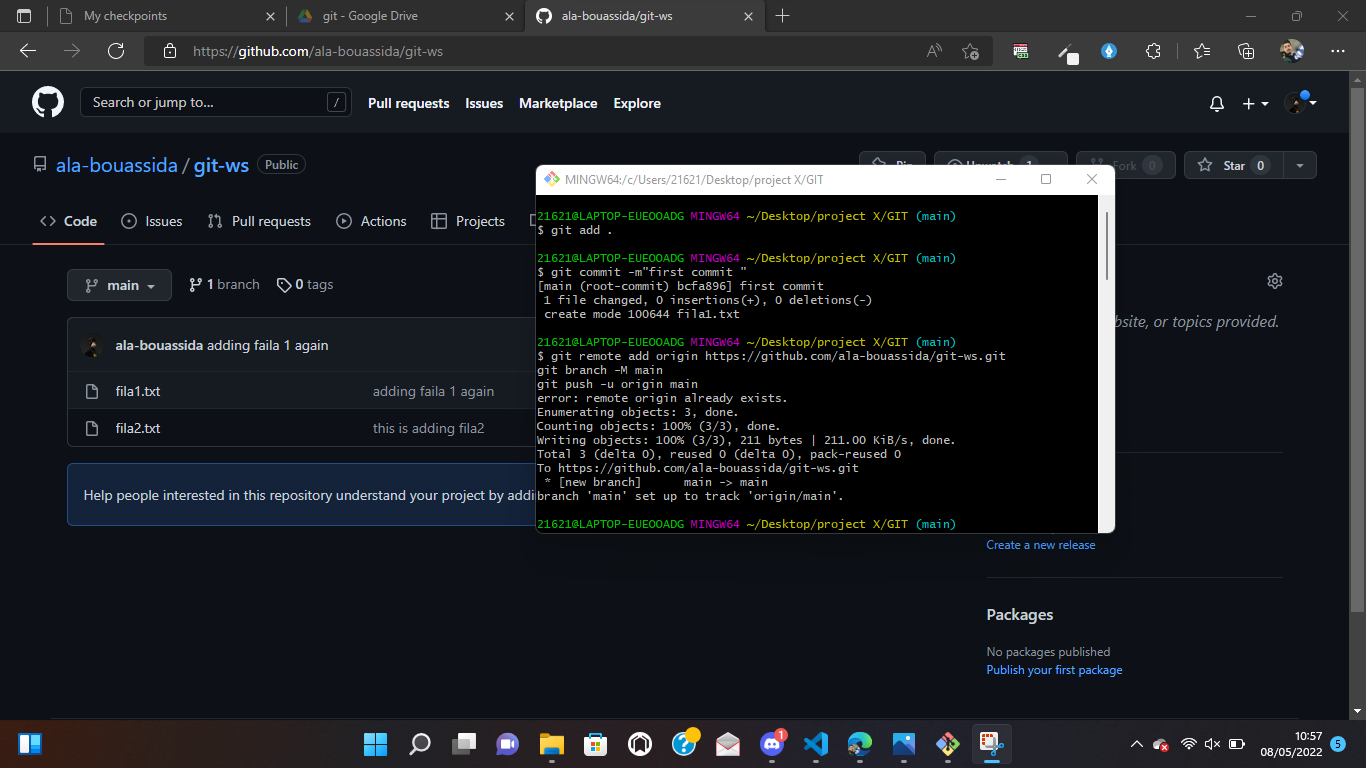 My checkpoints
git - Google Drive
ala-bouassida/git-ws
https://github.com/ala-bouassida/git-ws
Search or jump to...
/
Pull requests
Issues
Marketplace
Explore
ala-bouassida / git-ws
Public
Pin
Unwatch 1
Fork 0
Star 0
Code
Issues
Pull requests
Actions
Projects
main
1 branch
0 tags
ala-bouassida adding faila 1 again
fila1.txt
adding faila 1 again
fila2.txt
this is adding fila2
Help people interested in this repository understand your project by addi
MINGW64:/c/Users/21621/Desktop/project X/GIT
21621@LAPTOP-EUEOOADG MINGW64 ~/Desktop/project X/GIT (main)
$ git add .
21621@LAPTOP-EUEOOADG MINGW64 ~/Desktop/project X/GIT (main)
$ git commit -m"first commit "
[main (root-commit) bcfa896] first commit
1 file changed, 0 insertions(+), 0 deletions(-)
create mode 100644 fila1.txt
21621@LAPTOP-EUEOOADG MINGW64 ~/Desktop/project X/GIT (main)
$ git remote add origin https://github.com/ala-bouassida/git-ws.git
git branch -M main
git push -u origin main
error: remote origin already exists.
Enumerating objects: 3, done.
Counting objects: 100% (3/3), done.
Writing objects: 100% (3/3), 211 bytes | 211.00 KiB/s, done.
Total 3 (delta 0), reused 0 (delta 0), pack-reused 0
To https://github.com/ala-bouassida/git-ws.git
* [new branch]      main -> main
branch 'main' set up to track 'origin/main'.
21621@LAPTOP-EUEOOADG MINGW64 ~/Desktop/project X/GIT (main)
bsite, or topics provided.
Create a new release
Packages
No packages published
Publish your first package
1
10:57
08/05/2022
5